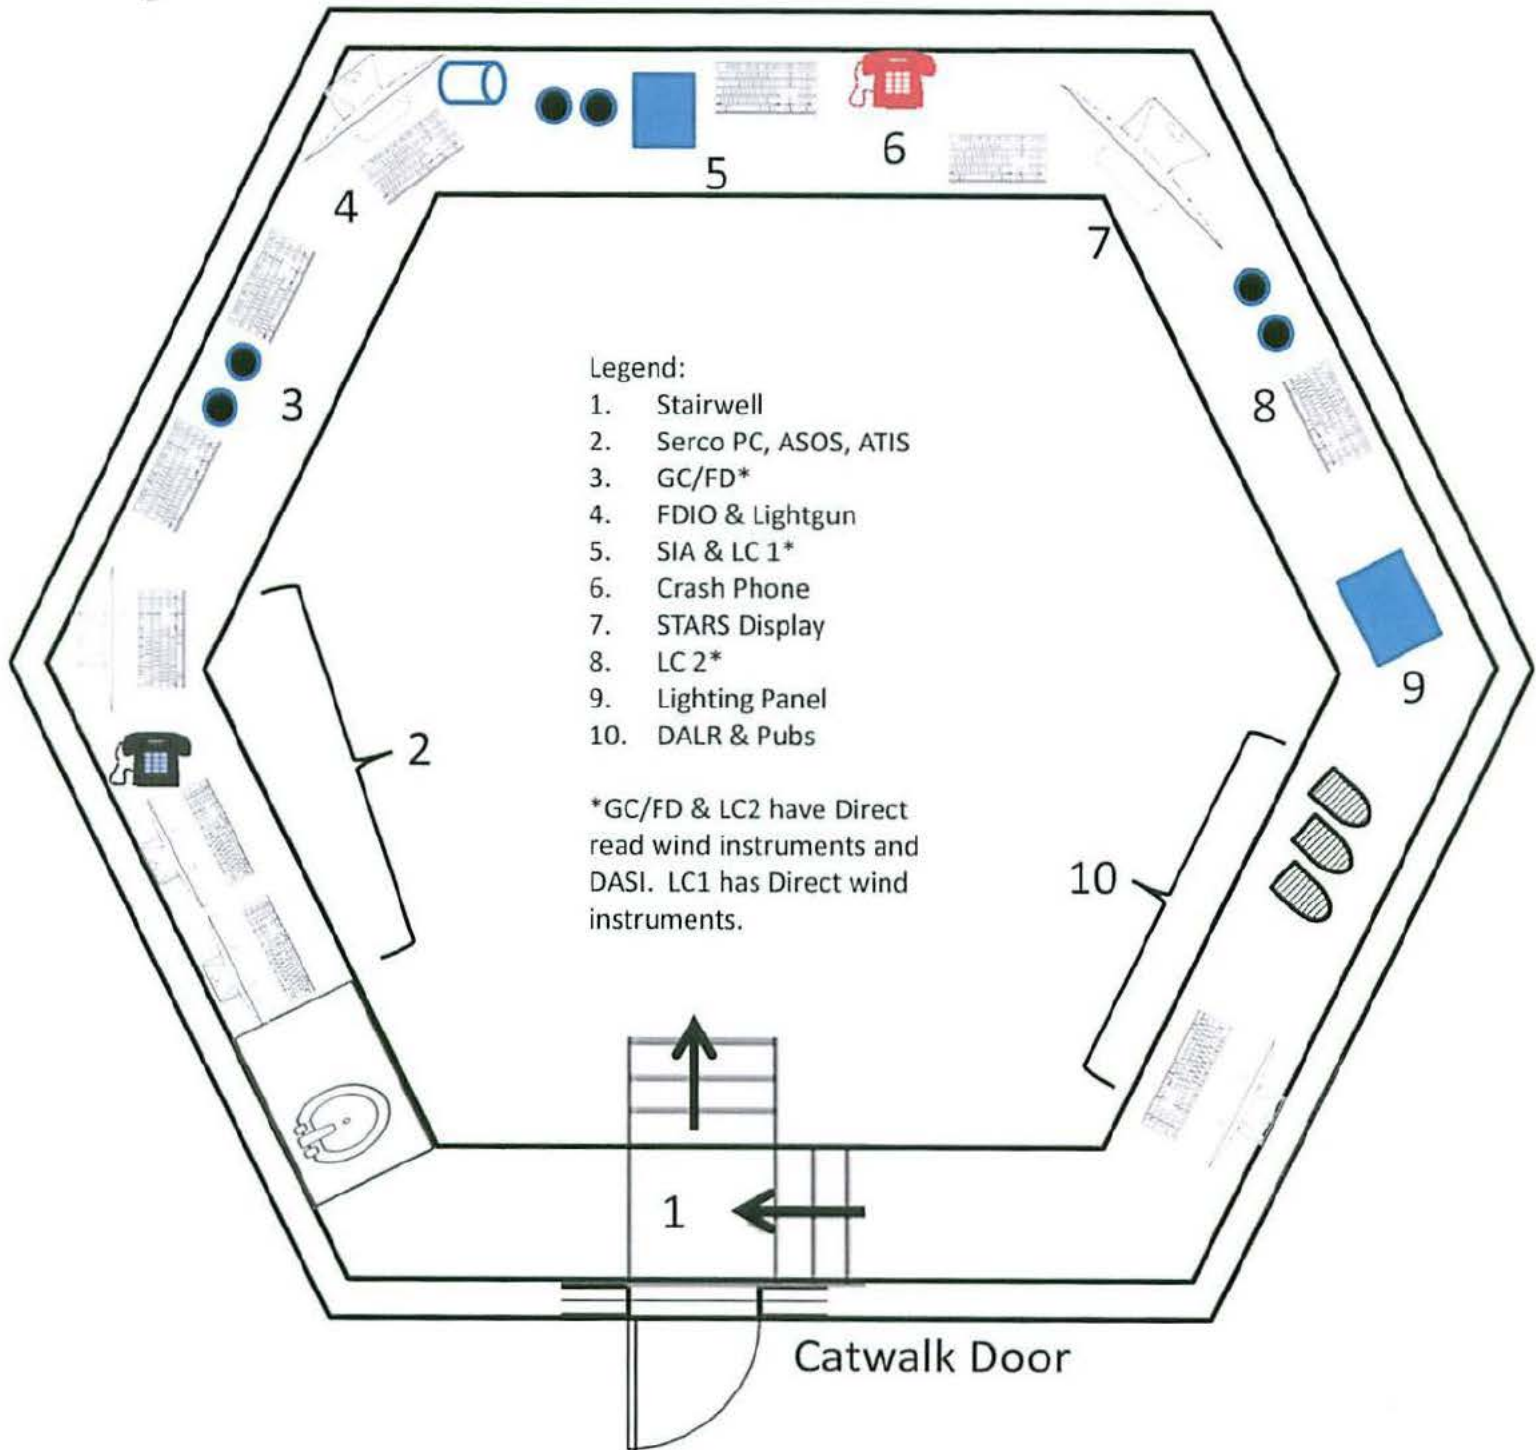 5
6
4
7
3
8
Legend:
1. Stairwell
2. Serco PC, ASOS, ATIS
3. GC/FD*
4. FDIO & Lightgun
5. SIA & LC 1*
6. Crash Phone
7. STARS Display
8. LC 2*
9. Lighting Panel
10. DALR & Pubs
*GC/FD & LC2 have Direct
read wind instruments and
DASI. LC1 has Direct wind
instruments.
9
2
10
1
Catwalk Door